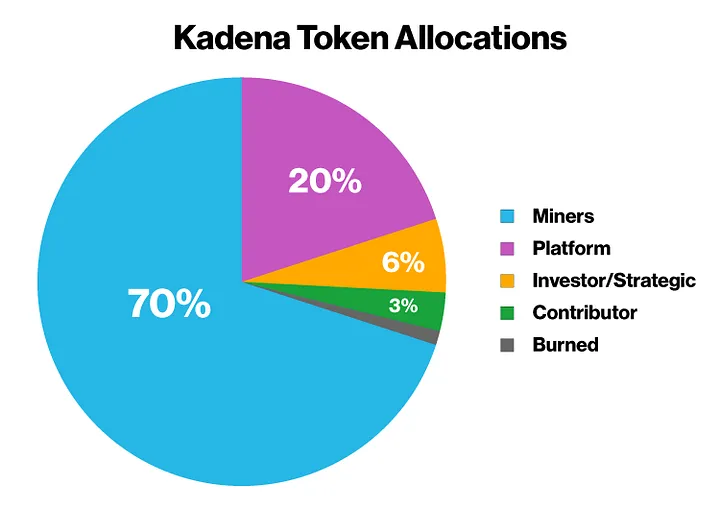 Kadena Token Allocations
20%
6%
3%
70%
Miners
Platform
Investor/Strategic
Contributor
Burned